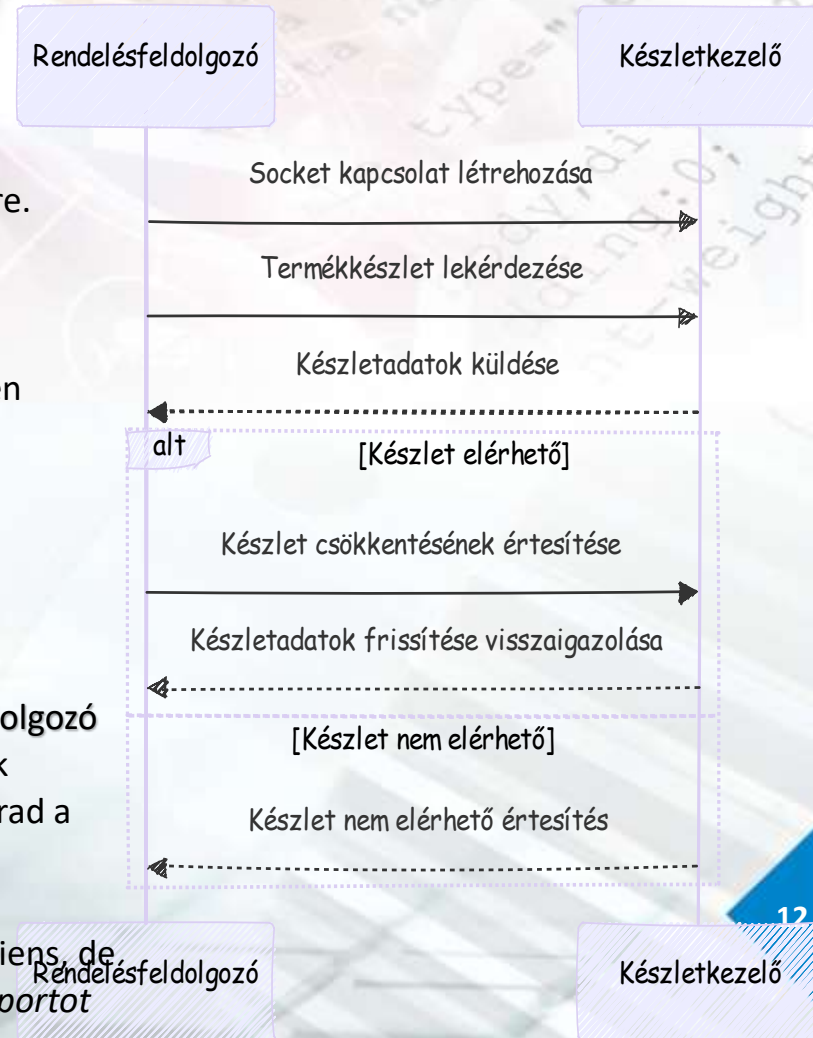 Rendelésfeldolgozó
Készletkezelő
Socket kapcsolat létrehozása
re.
Termékkészlet lekérdezése
Készletadatok küldése
en
alt
[Készlet elérhető]
Készlet csökkentésének értesítése
Készletadatok frissítése visszaigazolása
olgozó
[Készlet nem elérhető]
k
rad a
Készlet nem elérhető értesítés
12
iens, de
Rendelésfeldolgozó
Készletkezelő
portot